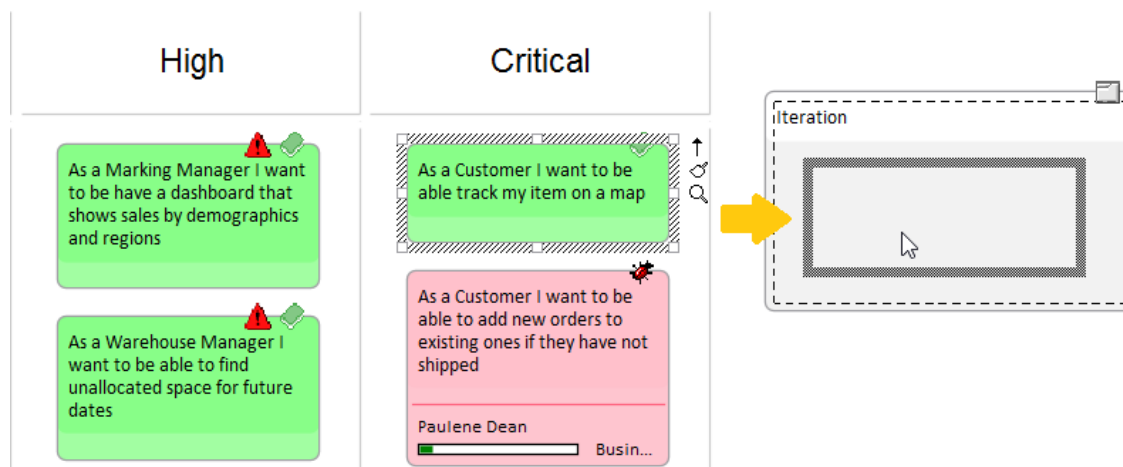 High
Critical
Iteration
As a Marking Manager I want
to be have a dashboard that
shows sales by demographics
and regions
As a Customer I want to be
able track my item on a map
As a Warehouse Manager I
want to be able to find
unallocated space for future
dates
As a Customer I want to be
able to add new orders to
existing ones if they have not
shipped
Paulene Dean
Busin...